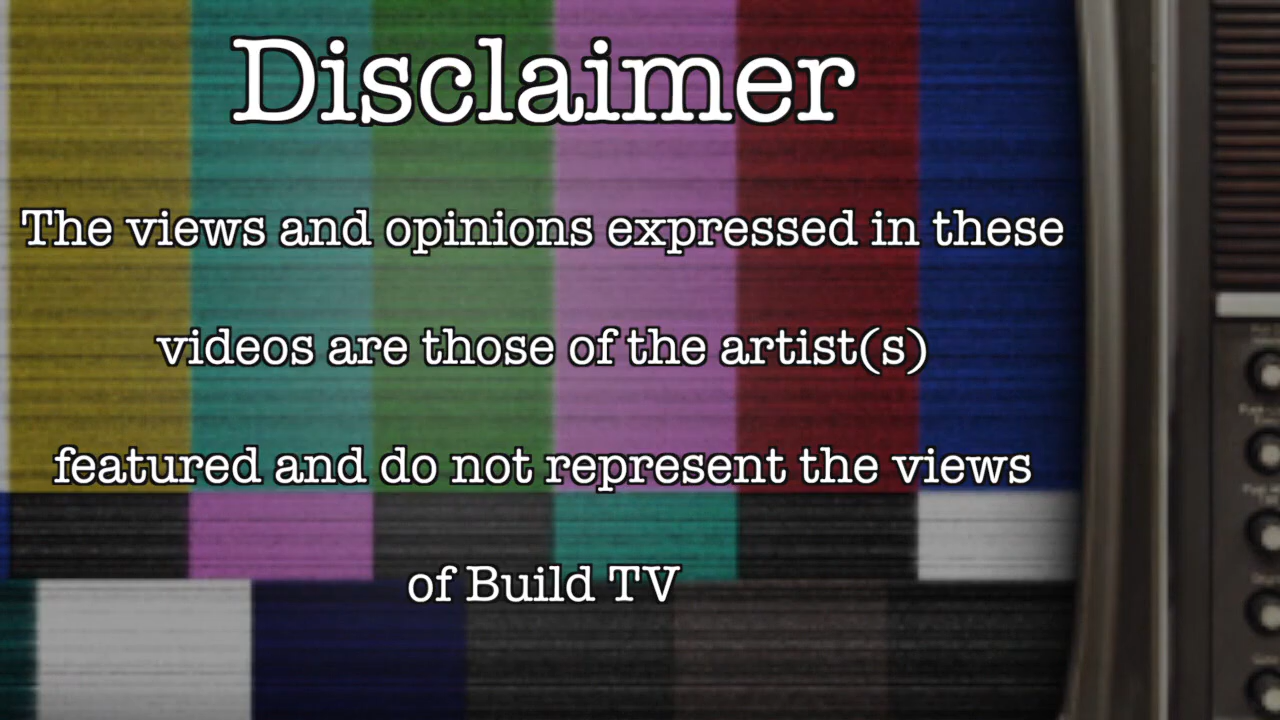 Disclaimer
The views and opinions expressed in these
videos are those of the artist(s)
featured and do not represent the views
of Build TV